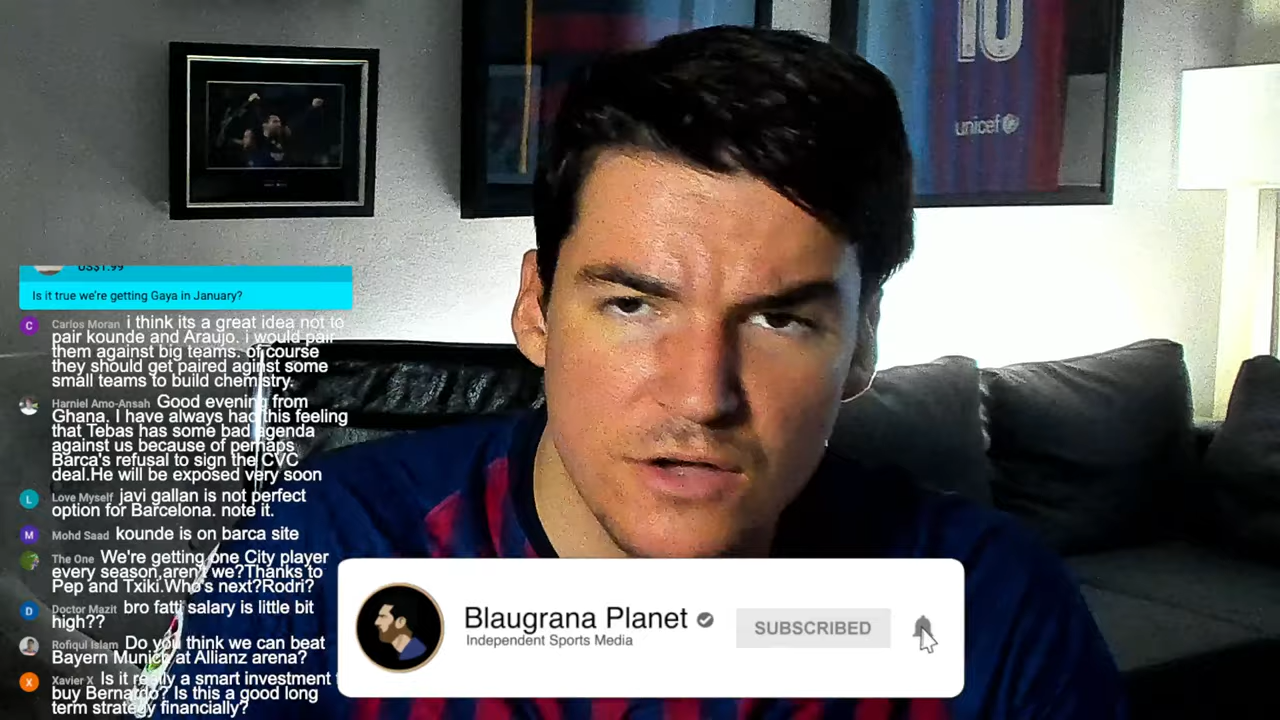 10
unicef
US$1.99
Is it true we're getting Gaya in January?
C
Carlos Moran i think its a great idea not to
pair kounde and Araujo. i would pair
them against big teams. of course
they should get paired aginst some
small teams to build chemistry.
Harniel Amo-Ansah Good evening from
Ghana. I have always had this feeling
that Tebas has some bad agenda
against us because of perhaps
Barca's refusal to sign the CVC
deal.He will be exposed very soon
L
Love Myself javi gallan is not perfect
option for Barcelona. note it.
M
Mohd Saad kounde is on barca site
The One We're getting one City player
every season,aren't we?Thanks to
Pep and Txiki.Who's next?Rodri?
D
Doctor Mazit bro fatti salary is little bit
high??
Rofiqui Islam Do you think we can beat
Bayern Munich at Allianz arena?
X
Xavier X Is it really a smart investment
buy Bernardo? Is this a good long
term strategy financially?
Blaugrana Planet
Independent Sports Media
SUBSCRIBED